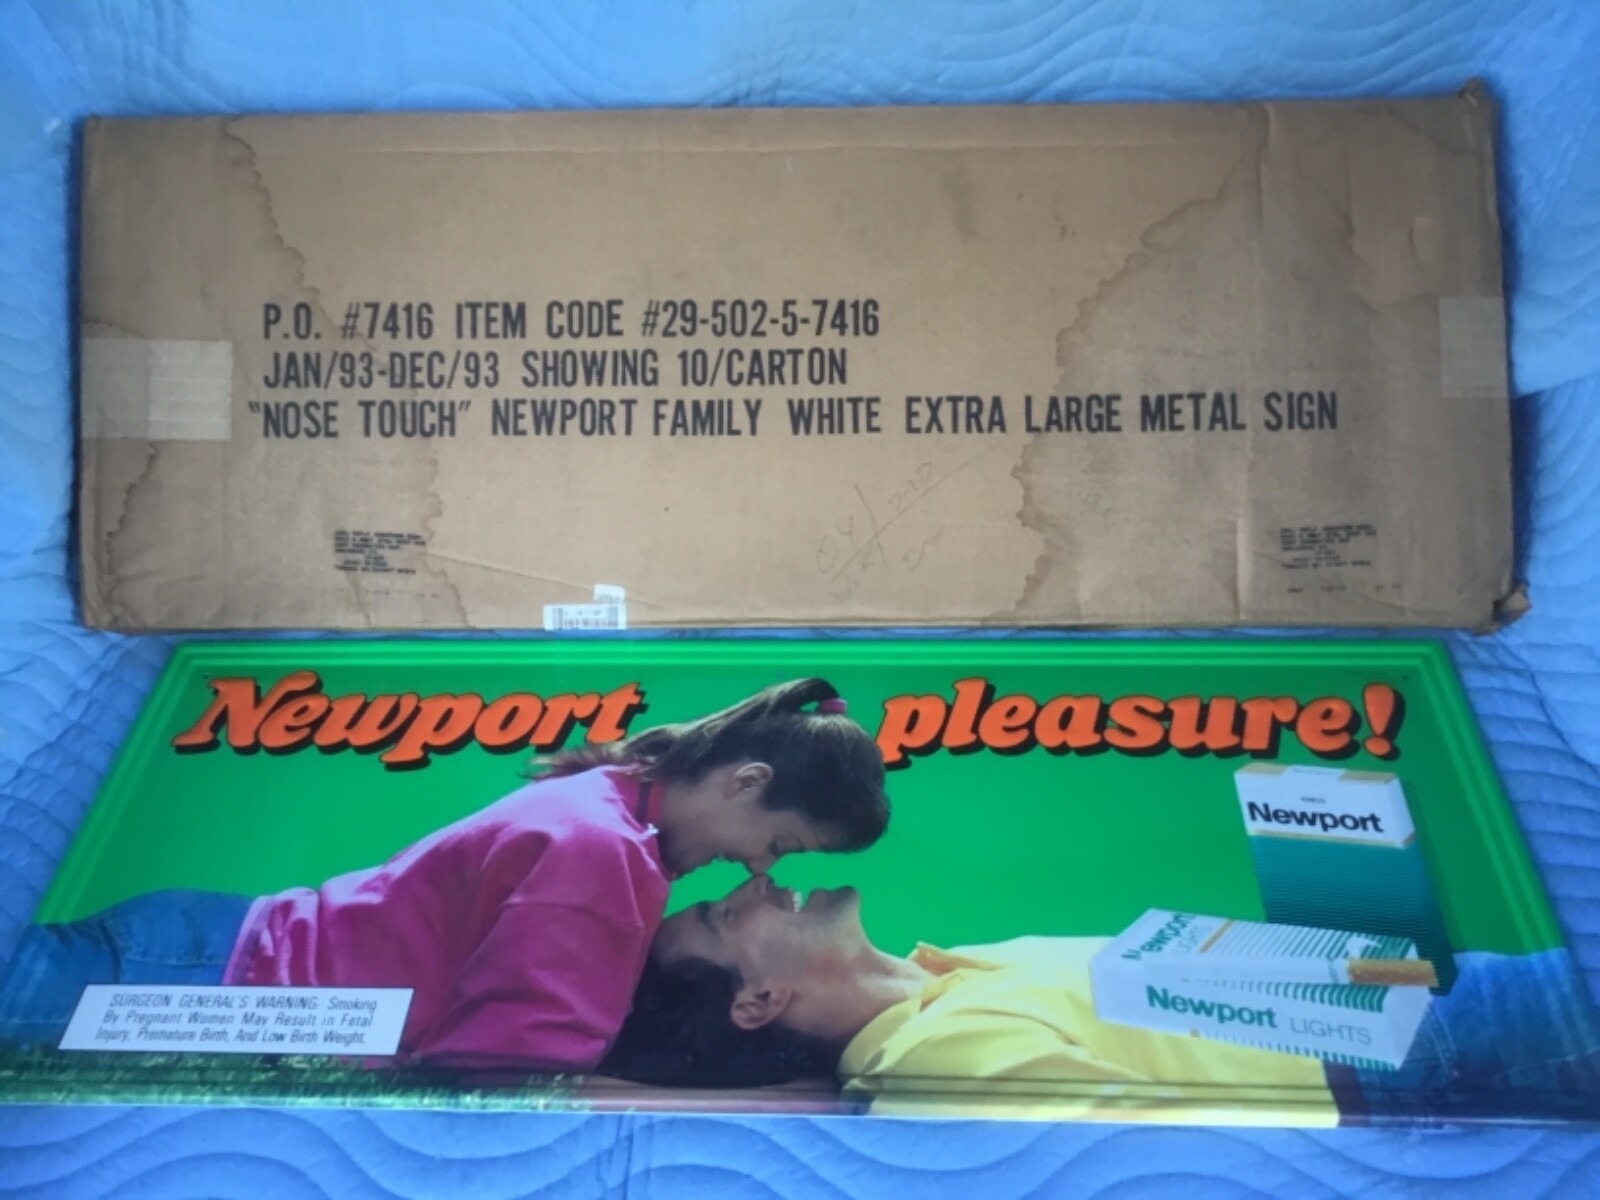 P.O. #7416 ITEM CODE #29-502-5-7416
JAN/93-DEC/93 SHOWING 10/CARTON
"NOSE TOUCH" NEWPORT FAMILY WHITE EXTRA LARGE METAL SIGN
Newport pleasure!
Newport
Newport
LIGHTS
Newport LIGHTS
SURGEON GENERAL'S WARNING: Smoking
By Pregnant Women May Result in Fetal
Injury, Premature Birth, And Low Birth Weight.